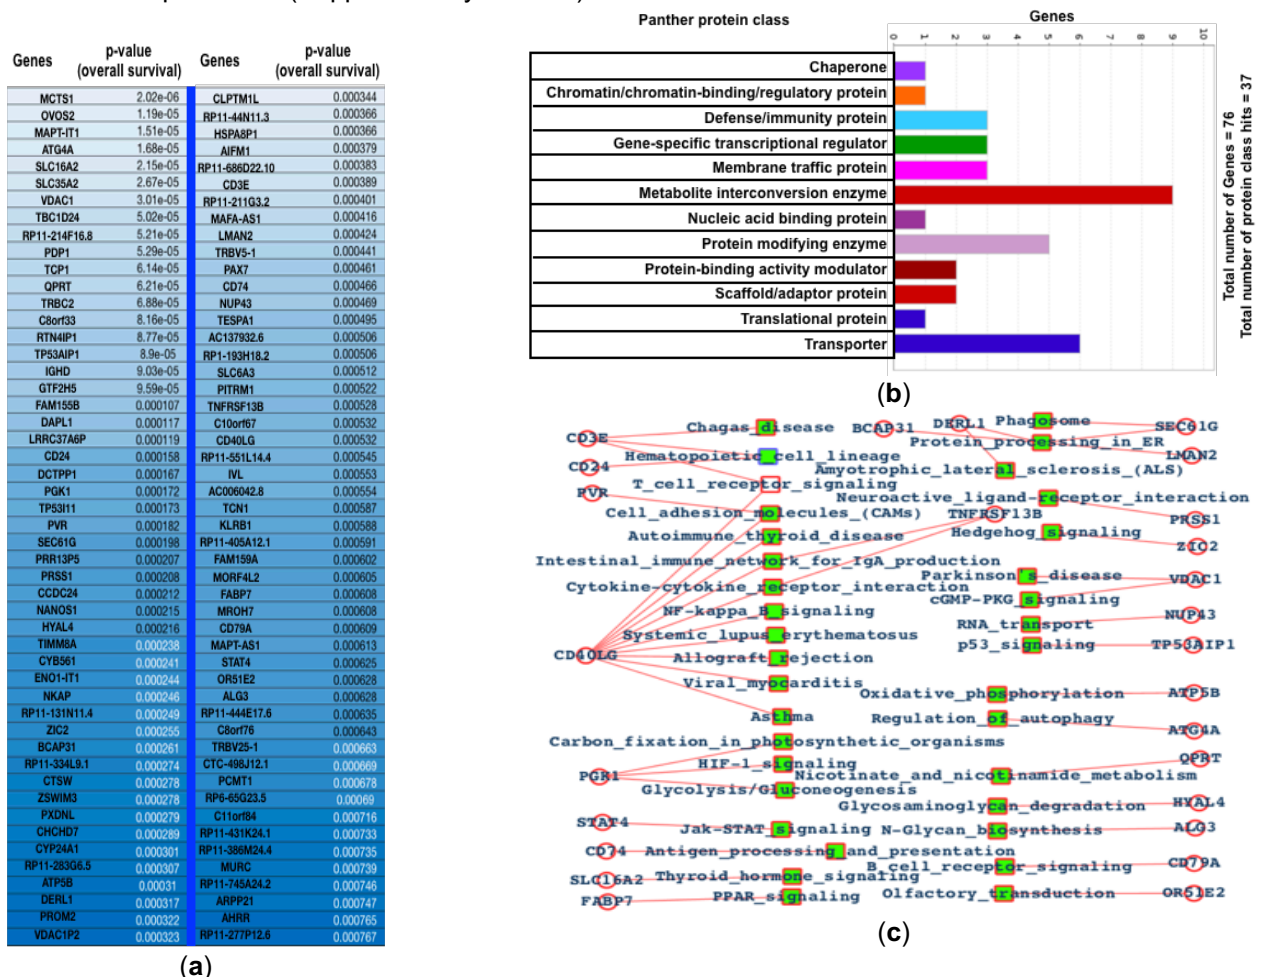 Genes p-value (overall survival) Genes p-value (overall survival)
MCTS1 2.02e-06 CLPTM1L 0.000344
OVOS2 1.19e-05 RP11-44N11.3 0.000366
MAPT-IT1 1.51e-05 HSPA8P1 0.000366
ATG4A 1.68e-05 AIFM1 0.000379
SLC16A2 2.15e-05 RP11-686D22.10 0.000383
SLC35A2 2.67e-05 CD3E 0.000389
VDAC1 3.01e-05 RP11-211G3.2 0.000401
TBC1D24 5.02e-05 MAFA-AS1 0.000416
RP11-214F16.8 5.21e-05 LMAN2 0.000424
PDP1 5.29e-05 TRBV5-1 0.000441
TCP1 6.14e-05 PAX7 0.000461
QPRT 6.21e-05 CD74 0.000466
TRBC2 6.88e-05 NUP43 0.000469
C8orf33 8.16e-05 TESPA1 0.000495
RTN4IP1 8.77e-05 AC137932.6 0.000506
TP53AIP1 8.9e-05 RP1-193H18.2 0.000506
IGHD 9.03e-05 SLC6A3 0.000512
GTF2H5 9.59e-05 PITRM1 0.000522
FAM155B 0.000107 TNFRSF13B 0.000528
DAPL1 0.000117 C10orf67 0.000532
LRRC37A6P 0.000119 CD40LG 0.000532
CD24 0.000158 RP11-551L14.4 0.000545
DCTPP1 0.000167 IVL 0.000553
PGK1 0.000172 AC006042.8 0.000554
TP53I11 0.000173 TCN1 0.000587
PVR 0.000182 KLRB1 0.000588
SEC61G 0.000198 RP11-405A12.1 0.000591
PRR13P5 0.000207 FAM159A 0.000602
PRSS1 0.000208 MORF4L2 0.000605
CCDC24 0.000212 FABP7 0.000608
NANOS1 0.000215 MROH7 0.000608
HYAL4 0.000216 CD79A 0.000609
TIMM8A 0.000238 MAPT-AS1 0.000613
CYB561 0.000241 STAT4 0.000625
ENO1-IT1 0.000244 OR51E2 0.000628
NKAP 0.000246 ALG3 0.000628
RP11-131N11.4 0.000249 RP11-444E17.6 0.000635
ZIC2 0.000255 C8orf76 0.000643
BCAP31 0.000261 TRBV25-1 0.000663
RP11-334L9.1 0.000274 CTC-498J12.1 0.000669
CTSW 0.000278 PCMT1 0.000678
ZSWIM3 0.000278 RP6-65G23.5 0.00069
PXDNL 0.000279 C11orf84 0.000716
CHCHD7 0.000289 RP11-431K24.1 0.000733
CYP24A1 0.000301 RP11-386M24.4 0.000735
RP11-283G6.5 0.000307 MURC 0.000739
ATP5B 0.00031 RP11-745A24.2 0.000746
DERL1 0.000317 ARPP21 0.000747
PROM2 0.000322 AHRR 0.000765
VDAC1P2 0.000323 RP11-277P12.6 0.000767
(a)
Panther protein class
Genes
0 1 2 3 4 5 6 7 8 9 10
Chaperone
Chromatin/chromatin-binding/regulatory protein
Defense/immunity protein
Gene-specific transcriptional regulator
Membrane traffic protein
Metabolite interconversion enzyme
Nucleic acid binding protein
Protein modifying enzyme
Protein-binding activity modulator
Scaffold/adaptor protein
Translational protein
Transporter
Total number of Genes = 76
Total number of protein class hits = 37
(b)
CD3E
CD24
PVR
CD40LG
PGK1
STAT4
CD74
SLC16A2
FABP7
Chagas_disease
Hematopoietic_cell_lineage
T_cell_receptor_signaling
Cell_adhesion_molecules_(CAMs)
Autoimmune_thyroid_disease
Intestinal_immune_network_for_IgA_production
Cytokine-cytokine_receptor_interaction
NF-kappa_B_signaling
Systemic_lupus_erythematosus
Allograft_rejection
Viral_myocarditis
Asthma
Carbon_fixation_in_photosynthetic_organisms
HIF-1_signaling
Glycolysis/Gluconeogenesis
Jak-STAT_signaling
Antigen_processing_and_presentation
Thyroid_hormone_signaling
PPAR_signaling
BCAP31
DERL1
TNFRSF13B
Phagosome
Protein_processing_in_ER
Amyotrophic_lateral_sclerosis_(ALS)
Neuroactive_ligand-receptor_interaction
Hedgehog_signaling
Parkinson's_disease
cGMP-PKG_signaling
RNA_transport
p53_signaling
Oxidative_phosphorylation
Regulation_of_autophagy
Nicotinate_and_nicotinamide_metabolism
Glycosaminoglycan_degradation
N-Glycan_biosynthesis
B_cell_receptor_signaling
Olfactory_transduction
SEC61G
LMAN2
PRSS1
ZIC2
VDAC1
NUP43
TP53AIP1
ATP5B
ATG4A
QPRT
HYAL4
ALG3
CD79A
OR51E2
(c)